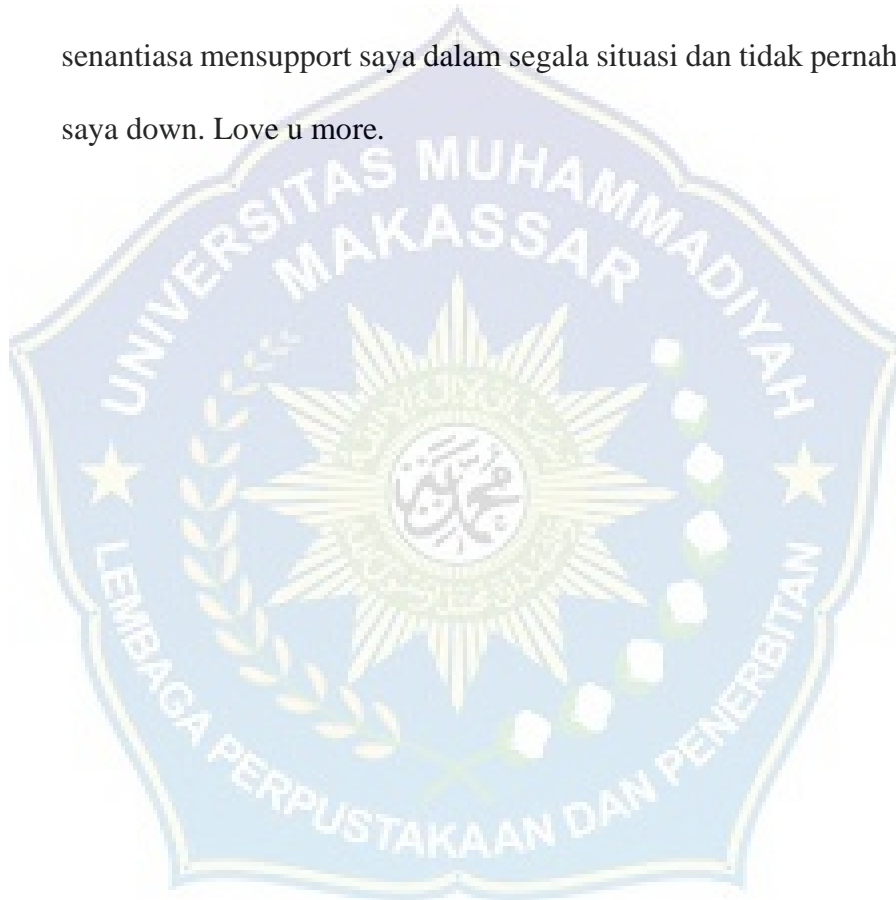 senantiasa mensupport saya dalam segala situasi dan tidak pernah
saya down. Love u more.
UNIVERSITAS MUHAMMADIYAH
MAKASSAR
محمدية
LEMBAGA PERPUSTAKAAN DAN PENERBITAN